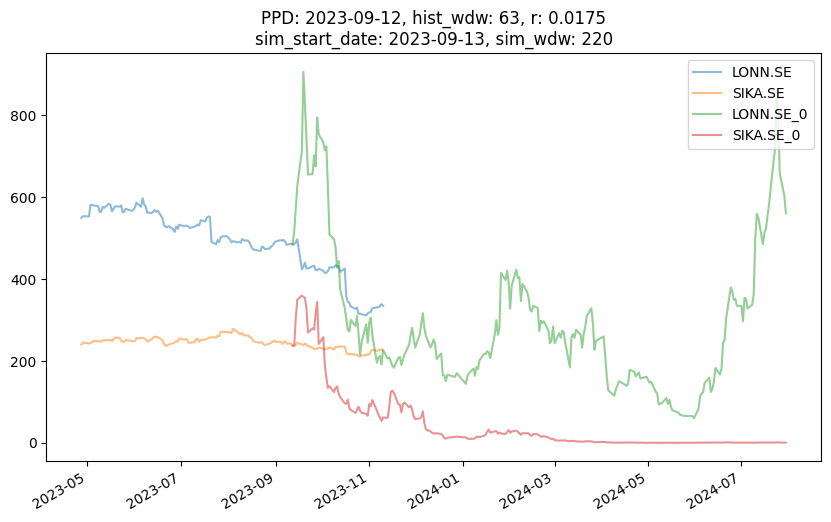 PPD: 2023-09-12, hist_wdw: 63, r: 0.0175
sim_start_date: 2023-09-13, sim_wdw: 220
LONN.SE
SIKA.SE
LONN.SE_0
SIKA.SE_0
800
600
400
200
0
2023-05
2023-07
2023-09
2023-11
2024-01
2024-03
2024-05
2024-07